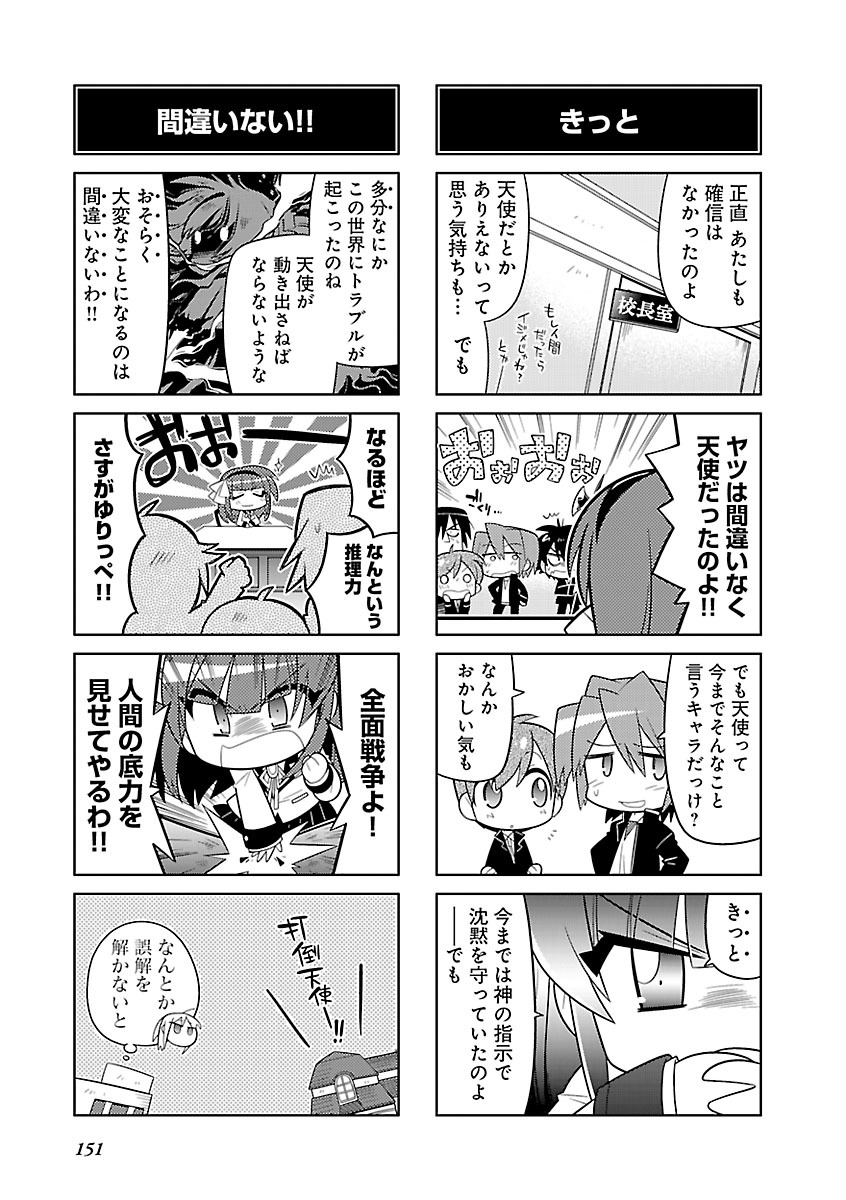 きっと
正直 あたしも
確信は
なかったのよ
天使だとか
ありえないって
思う気持ちも… でも
校長室
もし人間
だったら
イジメじゃね?
ヤツは間違いなく
天使だったのよ!!
おぉおぉ
でも天使って
今までそんなこと
言うキャラだっけ?
なんか
おかしい気も
きっと
今までは神の指示で
沈黙を守っていたのよ
──でも
間違いない!!
多分なにか
この世界にトラブルが
起こったのね
天使が
動き出さねば
ならないような
おそらく
大変なことになるのは
間違いないわ!!
おおー
なるほど
なんという
推理力
さすがゆりっぺ!!
全面戦争よ!
人間の底力を
見せてやるわ!!
打倒天使ー!!
なんとか
誤解を
解かないと
151